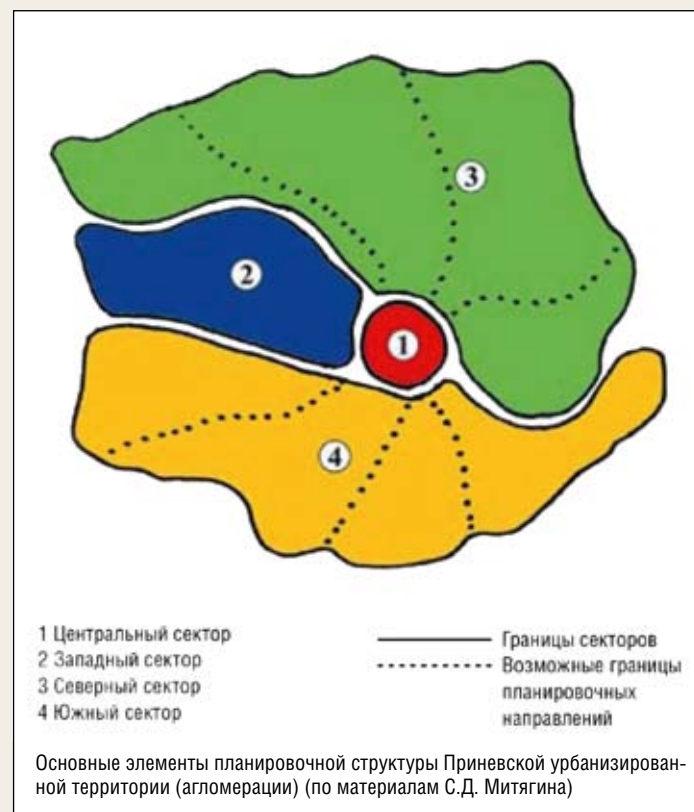 3
2
1
4
1 Центральный сектор
2 Западный сектор
3 Северный сектор
4 Южный сектор
Границы секторов
Возможные границы
планировочных
направлений
Основные элементы планировочной структуры Приневской урбанизирован-
ной территории (агломерации) (по материалам С.Д. Митягина)